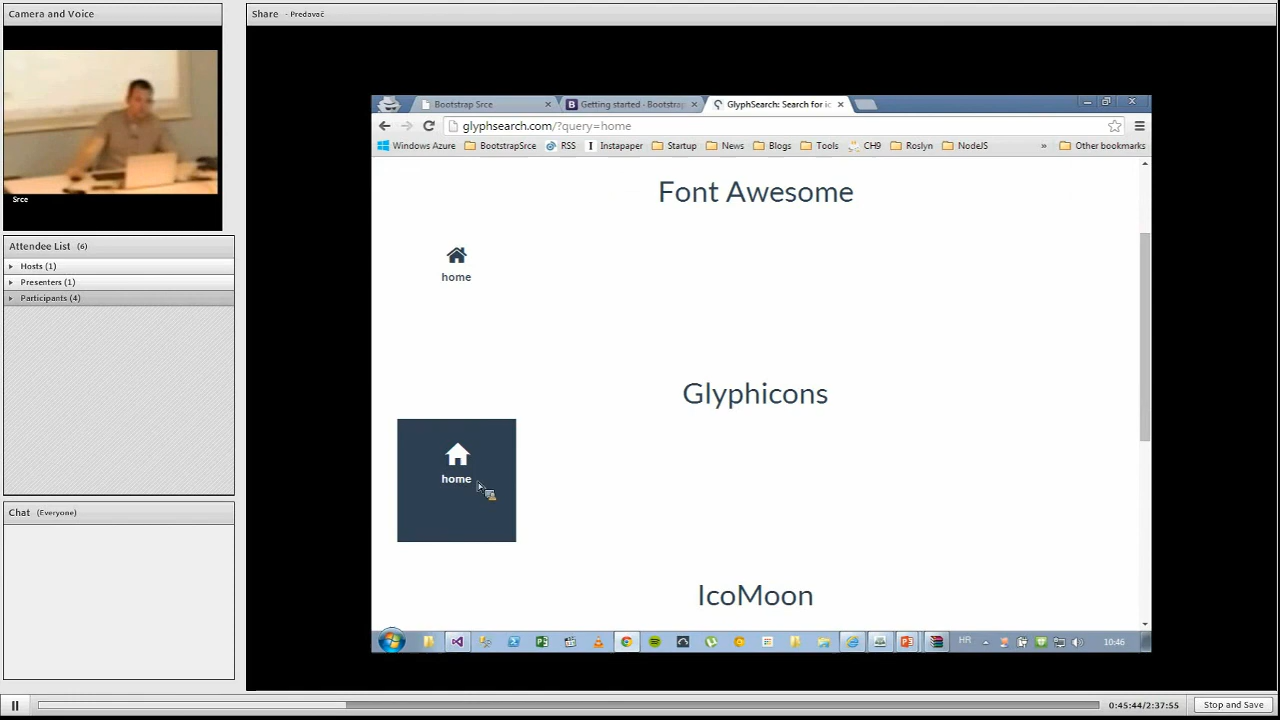 Camera and Voice
Srce
Attendee List (6)
Hosts (1)
Presenters (1)
Participants (4)
Chat (Everyone)
Share - Predavač
Bootstrap Srce
Getting started - Bootstrap
GlyphSearch: Search for ic
glyphsearch.com/?query=home
Windows Azure
BootstrapSrce
RSS
Instapaper
Startup
News
Blogs
Tools
CH9
Roslyn
NodeJS
»
Other bookmarks
Font Awesome
home
Glyphicons
home
IcoMoon
HR
10:46
0:45:44/2:37:55
Stop and Save